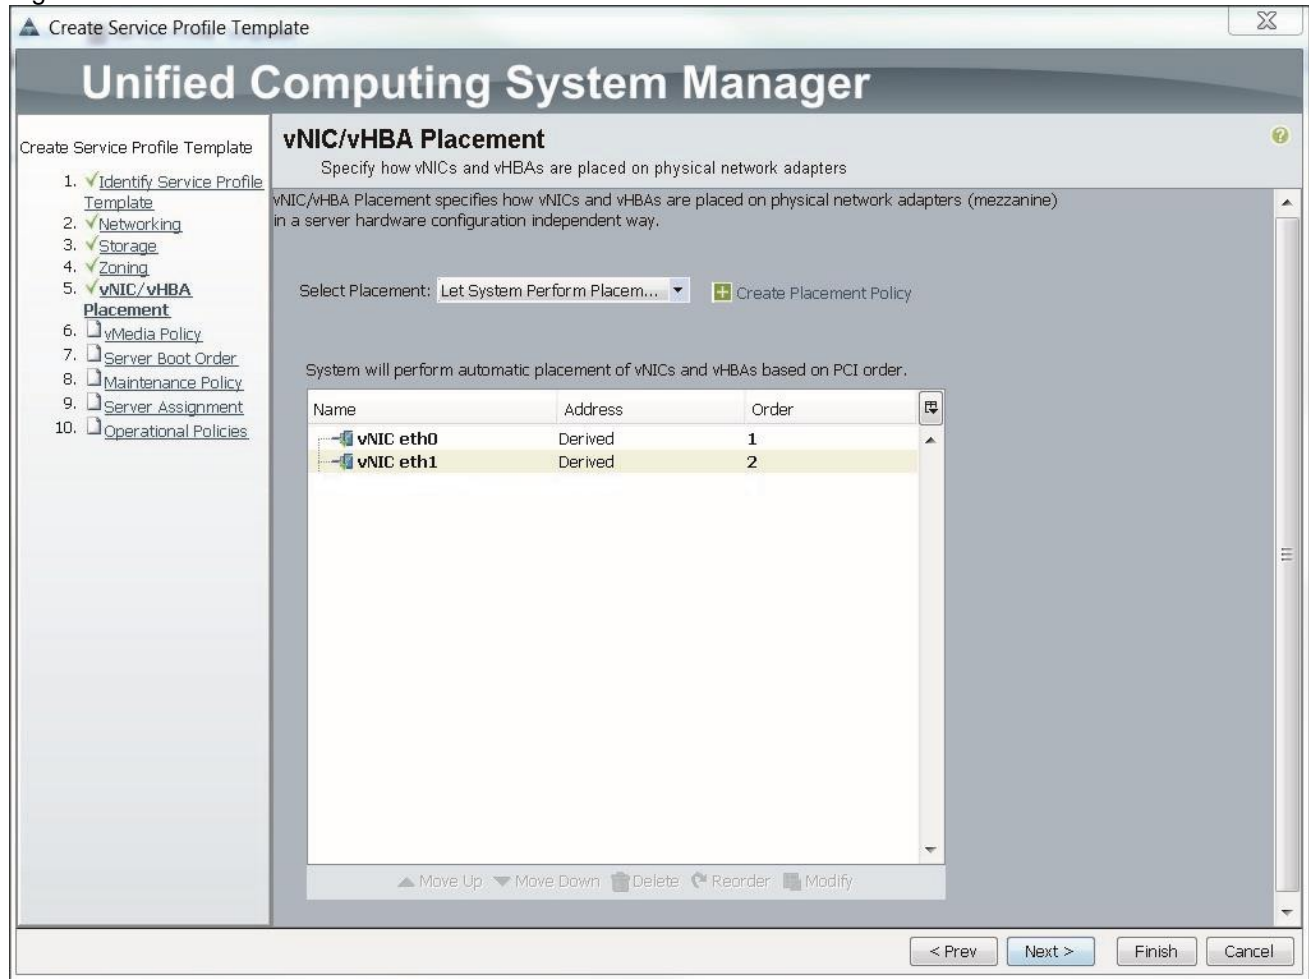 Create Service Profile Template
Unified Computing System Manager
Create Service Profile Template
1. Identify Service Profile
Template
2. Networking
3. Storage
4. Zoning
5. vNIC/vHBA
Placement
6. vMedia Policy
7. Server Boot Order
8. Maintenance Policy
9. Server Assignment
10. Operational Policies
vNIC/vHBA Placement
Specify how vNICs and vHBAs are placed on physical network adapters
vNIC/vHBA Placement specifies how vNICs and vHBAs are placed on physical network adapters (mezzanine)
in a server hardware configuration independent way.
Select Placement: Let System Perform Placem... Create Placement Policy
System will perform automatic placement of vNICs and vHBAs based on PCI order.
Name Address Order
vNIC eth0 Derived 1
vNIC eth1 Derived 2
Move Up Move Down Delete Reorder Modify
< Prev Next > Finish Cancel